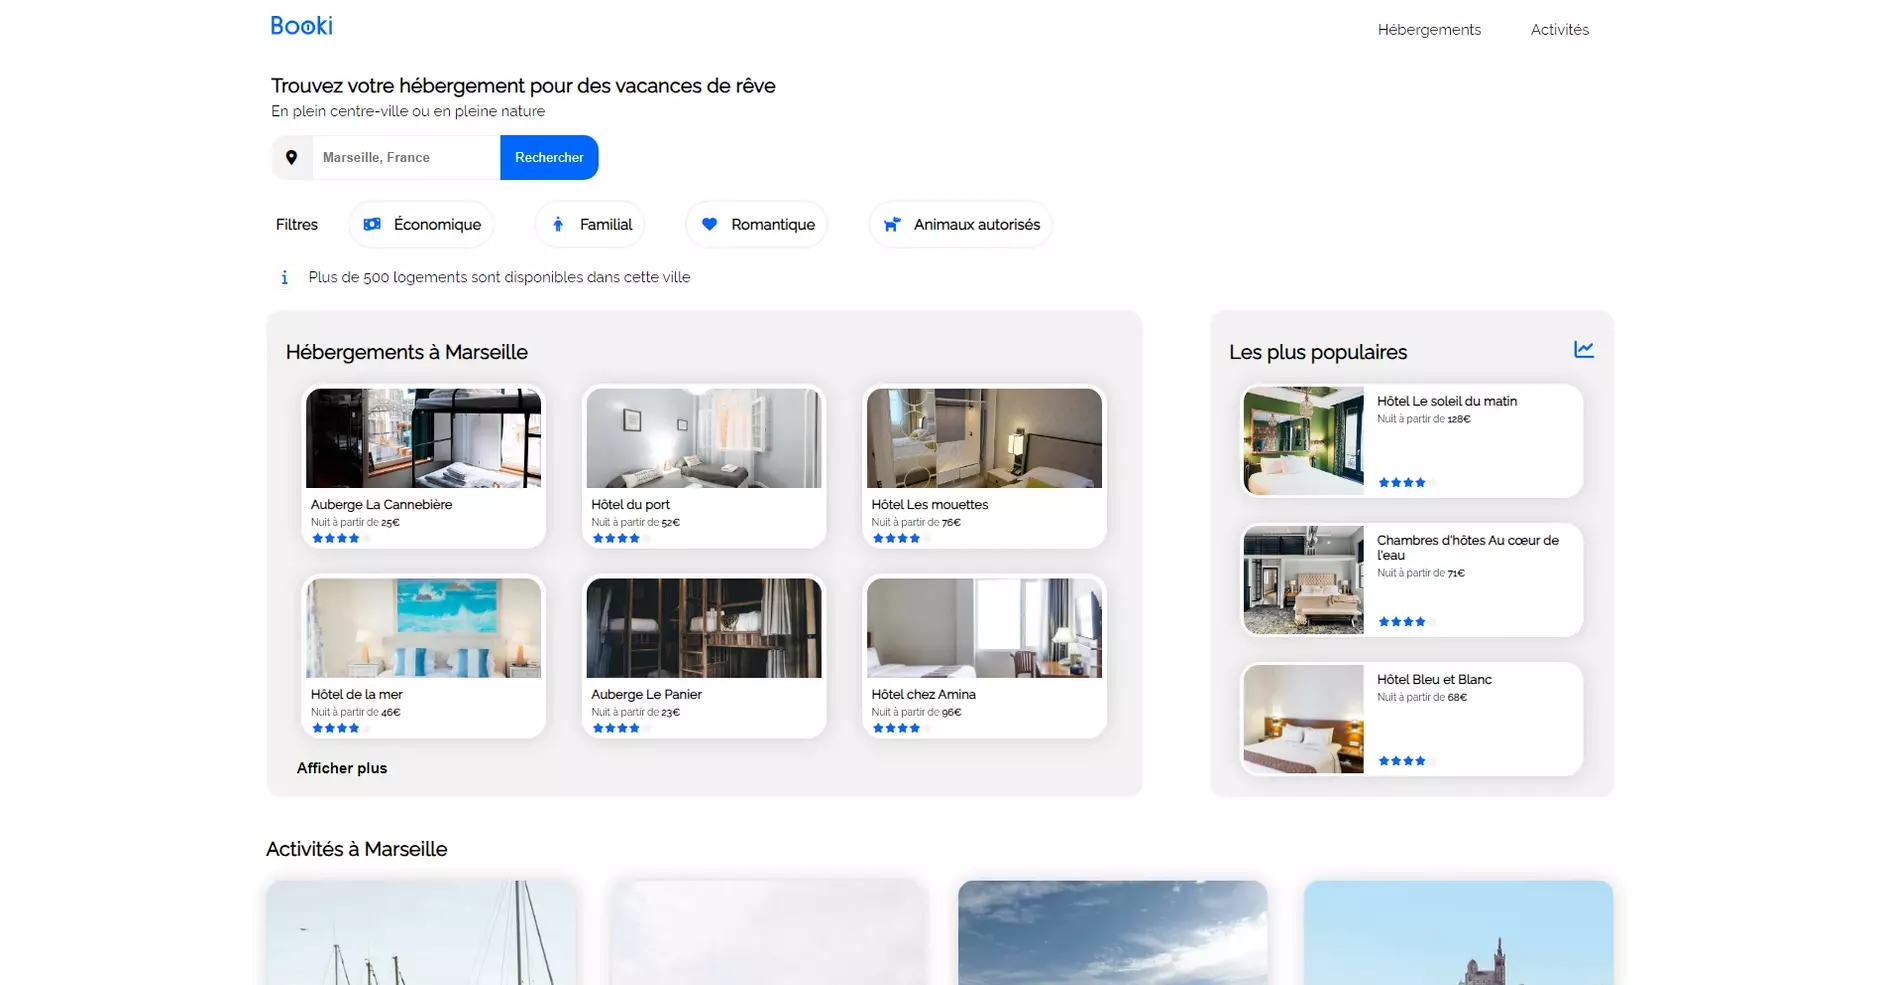 Booki
Hébergements
Activités
Trouvez votre hébergement pour des vacances de rêve
En plein centre-ville ou en pleine nature
Marseille, France
Rechercher
Filtres
Économique
Familial
Romantique
Animaux autorisés
Plus de 500 logements sont disponibles dans cette ville
Hébergements à Marseille
Auberge La Cannebière
Nuit à partir de 25€
Hôtel du port
Nuit à partir de 52€
Hôtel Les mouettes
Nuit à partir de 76€
Hôtel de la mer
Nuit à partir de 46€
Auberge Le Panier
Nuit à partir de 23€
Hôtel chez Amina
Nuit à partir de 96€
Afficher plus
Les plus populaires
Hôtel Le soleil du matin
Nuit à partir de 128€
Chambres d'hôtes Au cœur de
l'eau
Nuit à partir de 71€
Hôtel Bleu et Blanc
Nuit à partir de 68€
Activités à Marseille